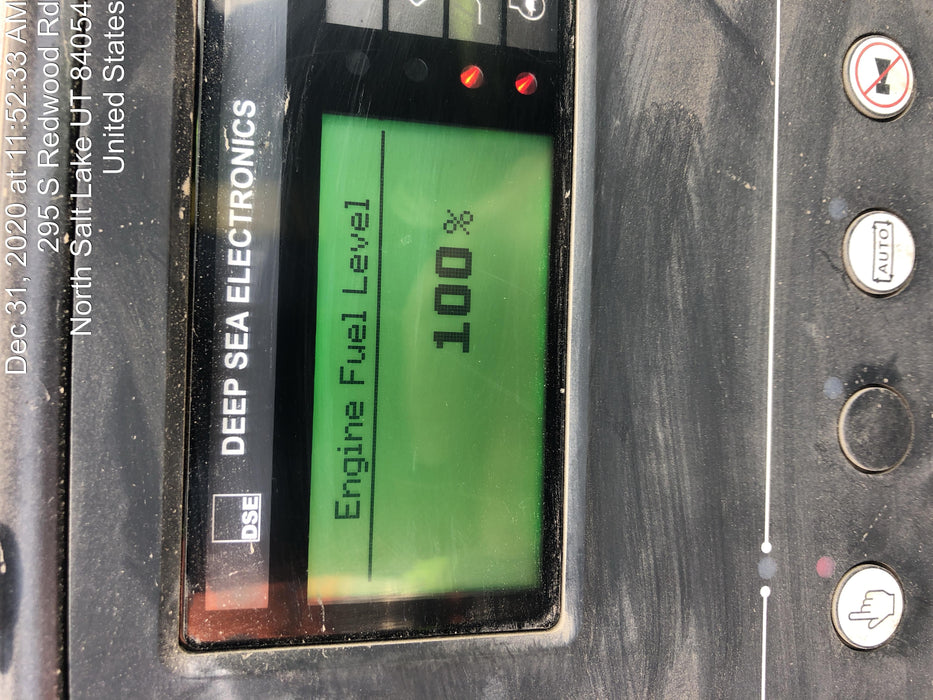 Dec 31, 2020 at 11:52:33 AM
295 S Redwood Rd
North Salt Lake UT 84054
United States
DSE
DEEP SEA ELECTRONICS
Engine Fuel Level
100 %
AUTO